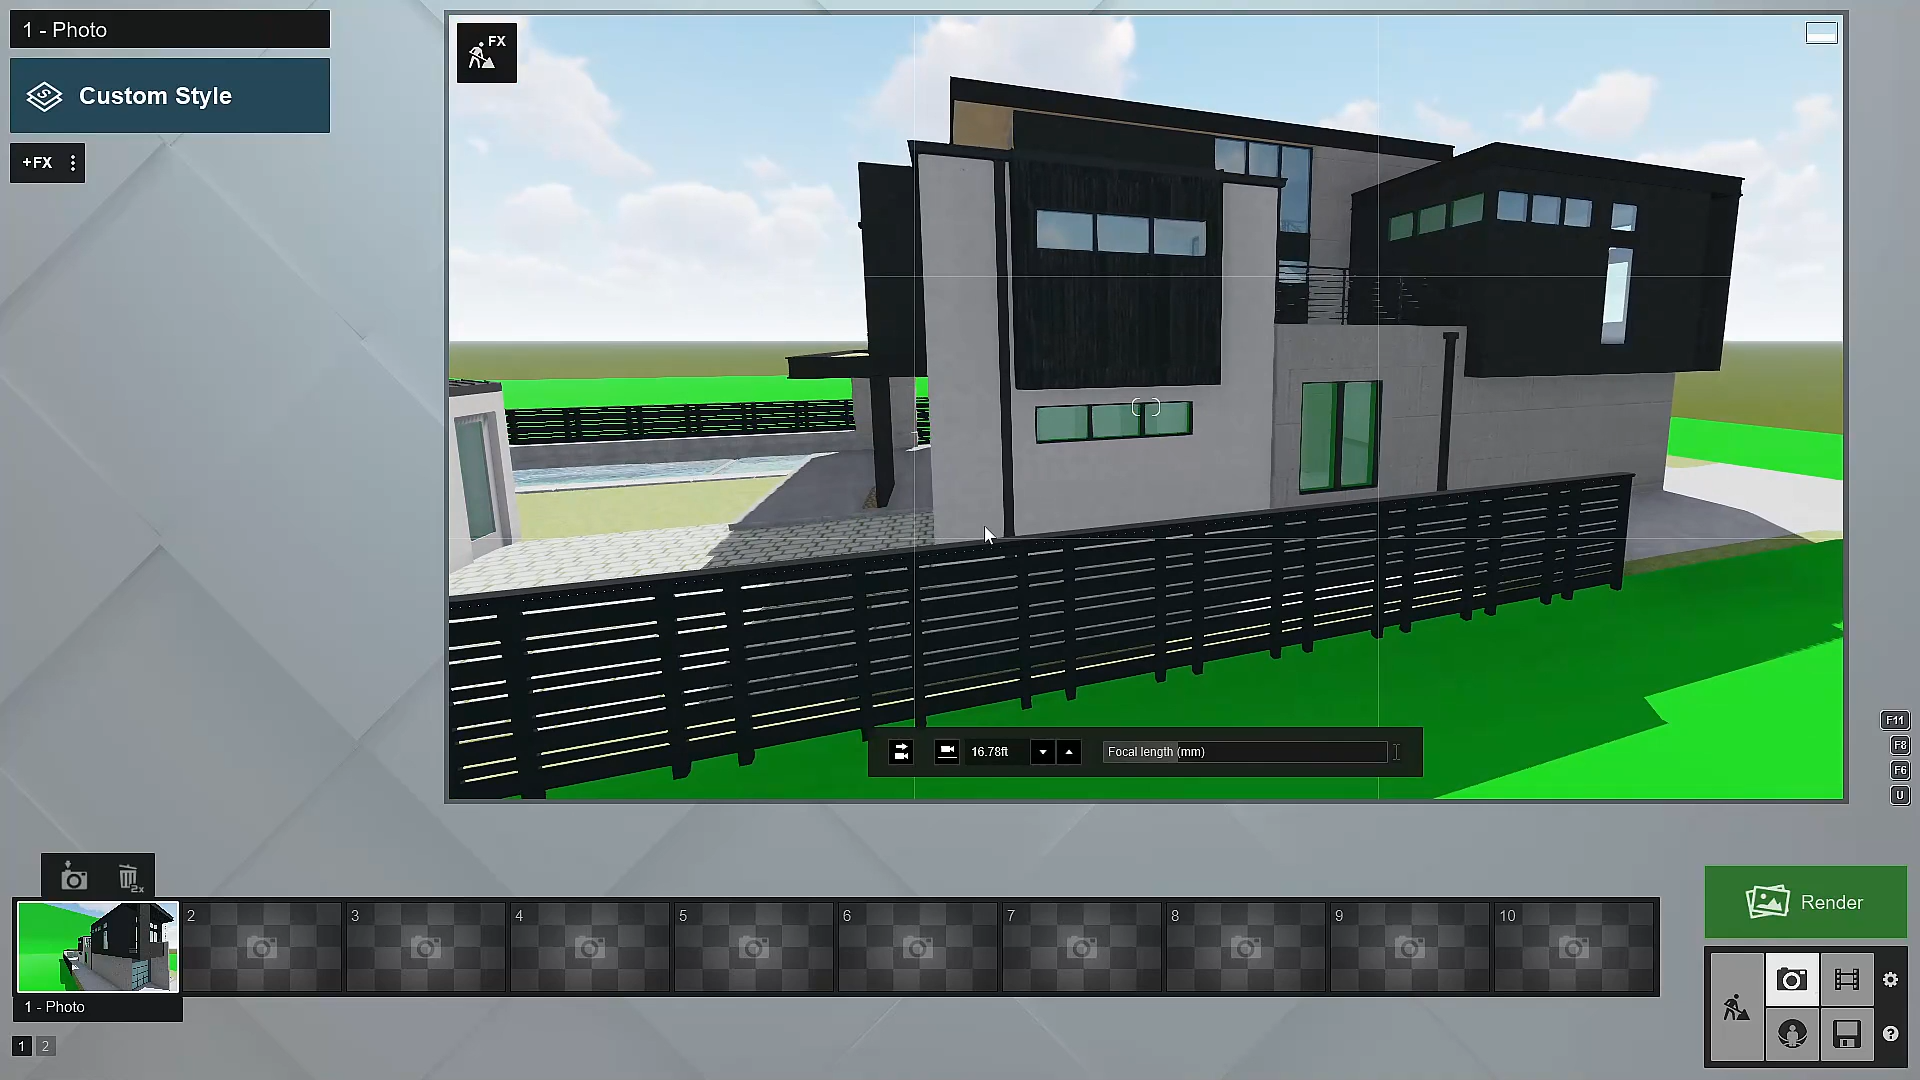 1 - Photo
Custom Style
+FX
FX
16.78ft
Focal length (mm)
F11
F8
F6
U
2x
2
3
4
5
6
7
8
9
10
Render
1 - Photo
1
2
?